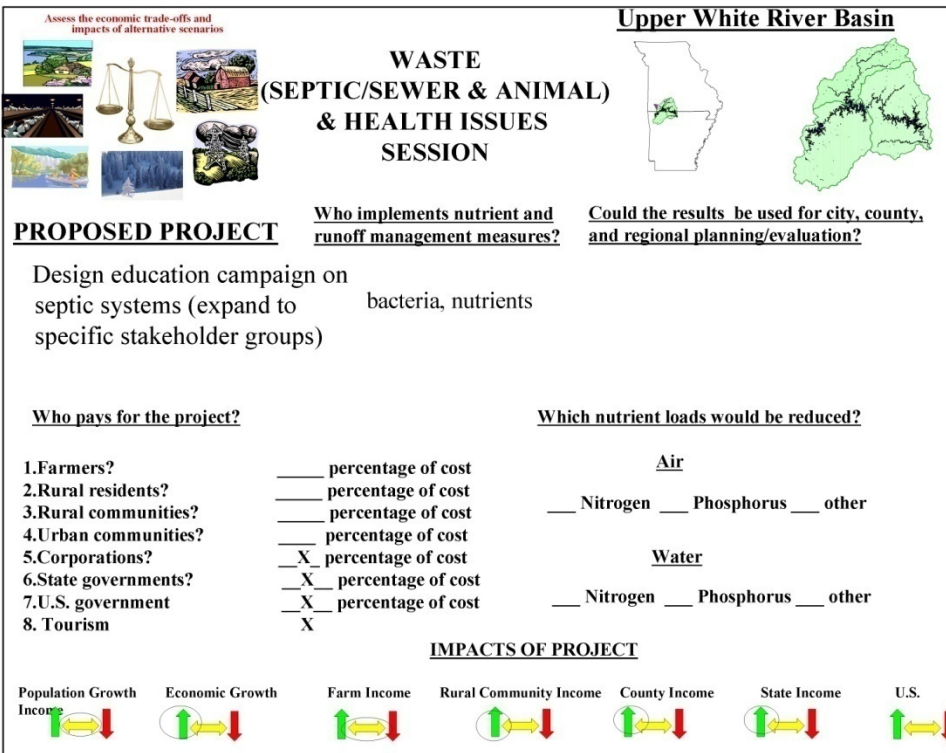 Assess the economic trade-offs and
impacts of alternative scenarios
Upper White River Basin
WASTE
(SEPTIC/SEWER & ANIMAL)
& HEALTH ISSUES
SESSION
PROPOSED PROJECT
Who implements nutrient and
runoff management measures?
Could the results be used for city, county,
and regional planning/evaluation?
Design education campaign on
septic systems (expand to
specific stakeholder groups)
bacteria, nutrients
Who pays for the project?
1.Farmers? _____ percentage of cost
2.Rural residents? _____ percentage of cost
3.Rural communities? _____ percentage of cost
4.Urban communities? ____ percentage of cost
5.Corporations? __X_ percentage of cost
6.State governments? __X__ percentage of cost
7.U.S. government __X__ percentage of cost
8. Tourism X
Which nutrient loads would be reduced?
Air
___ Nitrogen ___ Phosphorus ___ other
Water
___ Nitrogen ___ Phosphorus ___ other
IMPACTS OF PROJECT
Population Growth Economic Growth Farm Income Rural Community Income County Income State Income U.S.
Income